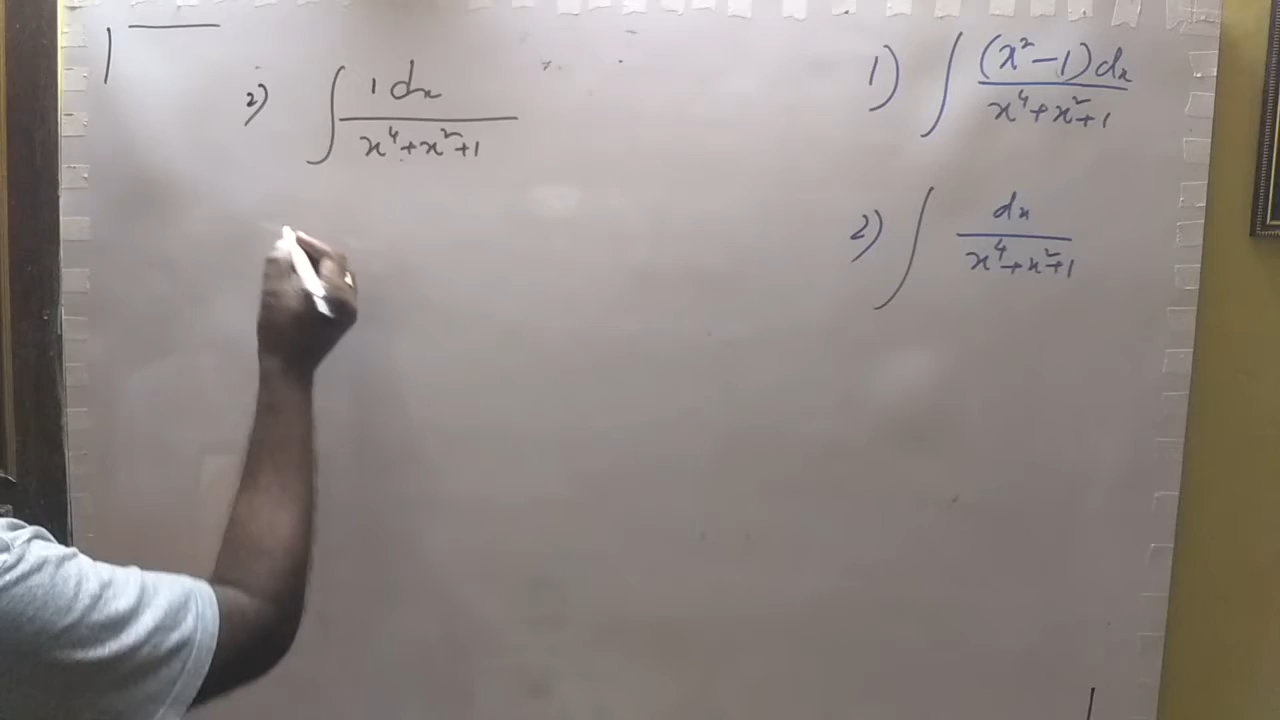 2) ∫ 1 dx / (x⁴+x²+1)
1) ∫ (x²-1)dx / (x⁴+x²+1)
2) ∫ dx / (x⁴+x²+1)